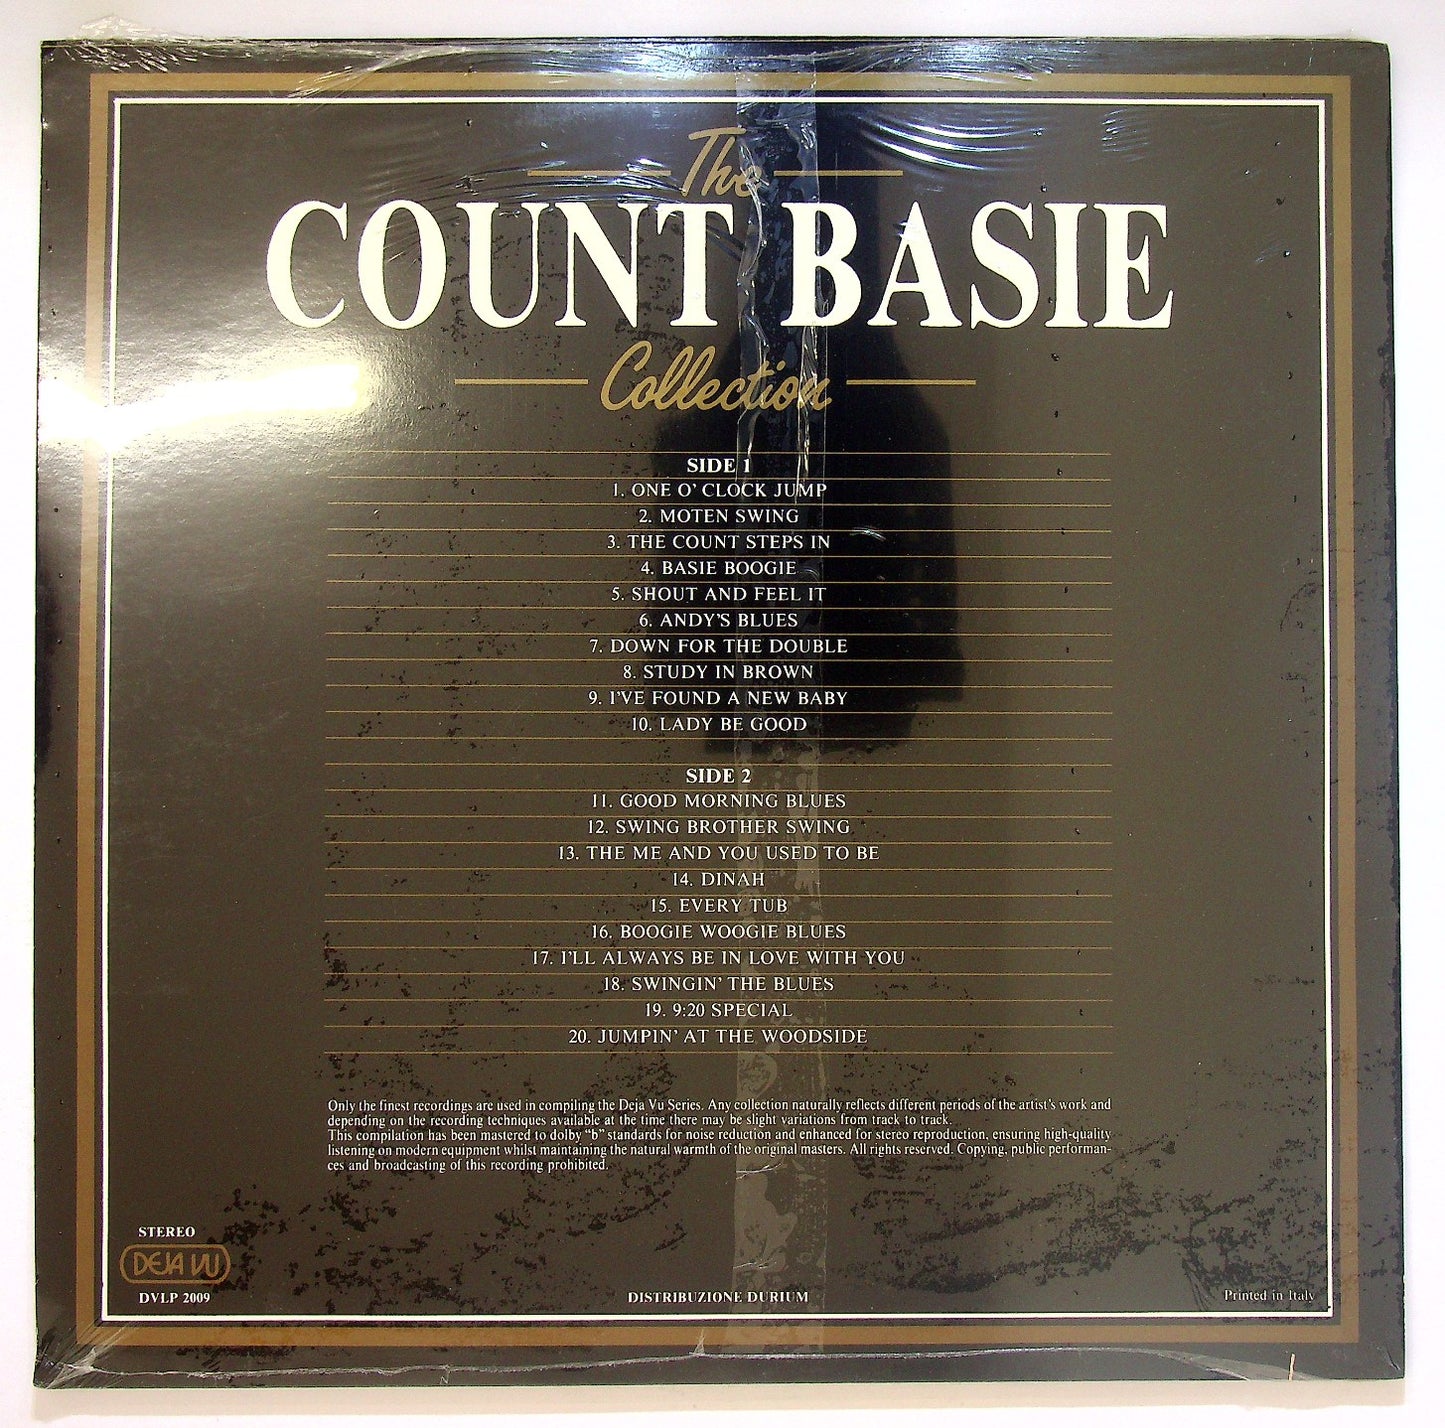 The
COUNT BASIE
Collection
SIDE 1
1. ONE O' CLOCK JUMP
2. MOTEN SWING
3. THE COUNT STEPS IN
4. BASIE BOOGIE
5. SHOUT AND FEEL IT
6. ANDY'S BLUES
7. DOWN FOR THE DOUBLE
8. STUDY IN BROWN
9. I'VE FOUND A NEW BABY
10. LADY BE GOOD
SIDE 2
11. GOOD MORNING BLUES
12. SWING BROTHER SWING
13. THE ME AND YOU USED TO BE
14. DINAH
15. EVERY TUB
16. BOOGIE WOOGIE BLUES
17. I'LL ALWAYS BE IN LOVE WITH YOU
18. SWINGIN' THE BLUES
19. 9:20 SPECIAL
20. JUMPIN' AT THE WOODSIDE
Only the finest recordings are used in compiling the Deja Vu Series. Any collection naturally reflects different periods of the artist's work and
depending on the recording techniques available at the time there may be slight variations from track to track.
This compilation has been mastered to dolby "b" standards for noise reduction and enhanced for stereo reproduction, ensuring high-quality
listening on modern equipment whilst maintaining the natural warmth of the original masters. All rights reserved. Copying, public performan-
ces and broadcasting of this recording prohibited.
STEREO
DEJA VU
DVLP 2009
DISTRIBUZIONE DURIUM
Printed in Italy